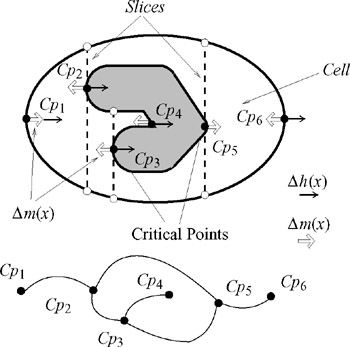 Slices
Cp2
Cell
Cp1
Cp4
Cp6
Cp3
Cp5
Δh(x)
Δm(x)
Δm(x)
Critical Points
Cp1
Cp4
Cp5
Cp6
Cp2
Cp3